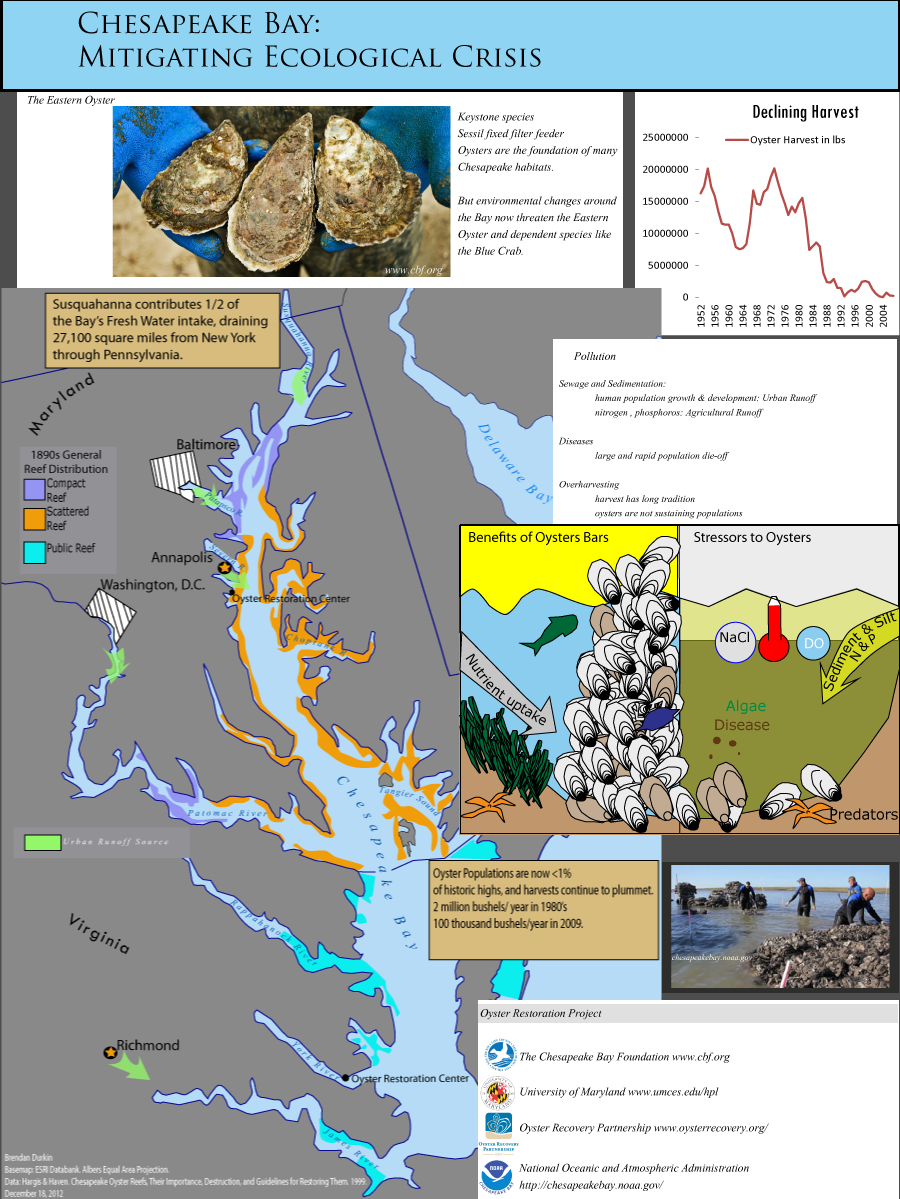 Chesapeake Bay:
Mitigating Ecological Crisis
The Eastern Oyster
www.cbf.org
Keystone species
Sessil fixed filter feeder
Oysters are the foundation of many
Chesapeake habitats.
But environmental changes around
the Bay now threaten the Eastern
Oyster and dependent species like
the Blue Crab.
Declining Harvest
Oyster Harvest in lbs
25000000
20000000
15000000
10000000
5000000
0
1952 1956 1960 1964 1968 1972 1976 1980 1984 1988 1992 1996 2000 2004
Susquahanna contributes 1/2 of
the Bay's Fresh Water intake, draining
27,100 square miles from New York
through Pennsylvania.
Susquahanna River
Maryland
Delaware Bay
Pollution
Sewage and Sedimentation:
human population growth & development: Urban Runoff
nitrogen , phosphoros: Agricultural Runoff
Diseases
large and rapid population die-off
Overharvesting
harvest has long tradition
oysters are not sustaining populations
Baltimore
Patapsco R.
1890s General
Reef Distribution
Compact
Reef
Scattered
Reef
Public Reef
Annapolis
Severn R.
Washington, D.C.
Oyster Restoration Center
Choptank R.
Benefits of Oysters Bars
Nutrient uptake
Stressors to Oysters
NaCl
DO
Sediment & Silt
N & P
Algae
Disease
Predators
Chesapeake Bay
Tangier Sound
Patomac River
Urban Runoff Source
Oyster Populations are now <1%
of historic highs, and harvests continue to plummet.
2 million bushels/ year in 1980's
100 thousand bushels/year in 2009.
chesapeakebay.noaa.gov
Virginia
Rappahanock River
Richmond
York River
Oyster Restoration Center
James River
Oyster Restoration Project
The Chesapeake Bay Foundation www.cbf.org
University of Maryland www.umces.edu/hpl
OYSTER RECOVERY
PARTNERSHIP
Oyster Recovery Partnership www.oysterrecovery.org/
NOAA
CHESAPEAKE BAY
National Oceanic and Atmospheric Administration
http://chesapeakebay.noaa.gov/
Brendan Durkin
Basemap: ESRI Databank. Albers Equal Area Projection.
Data: Hargis & Haven. Chesapeake Oyster Reefs, Their Importance, Destruction, and Guidelines for Restoring Them. 1999.
December 18, 2012